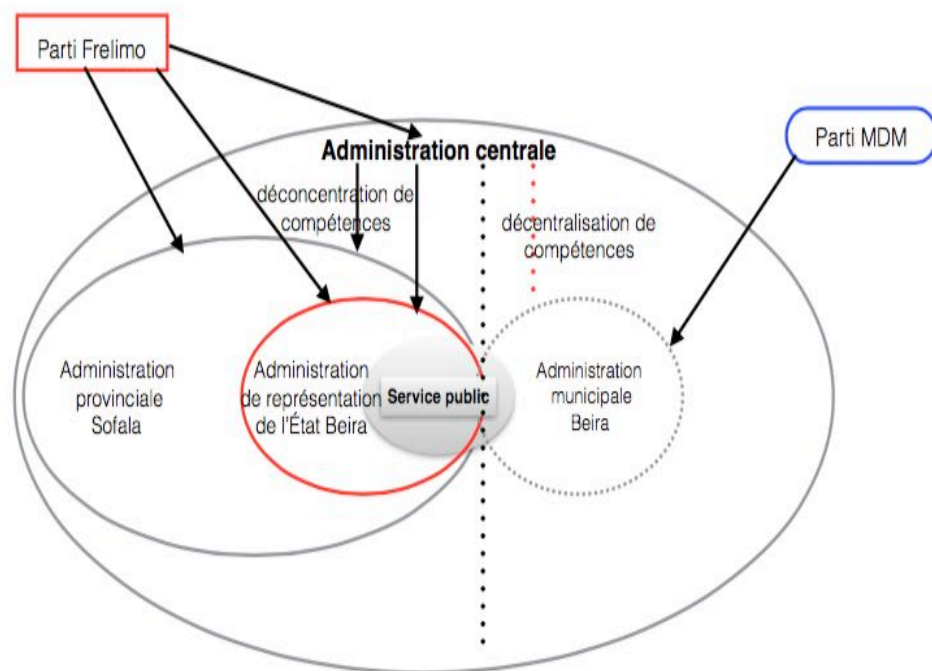 Parti Frelimo
Parti MDM
Administration centrale
déconcentration de
compétences
décentralisation de
compétences
Administration
provinciale
Sofala
Administration
de représentation
de l'État Beira
Service public
Administration
municipale
Beira